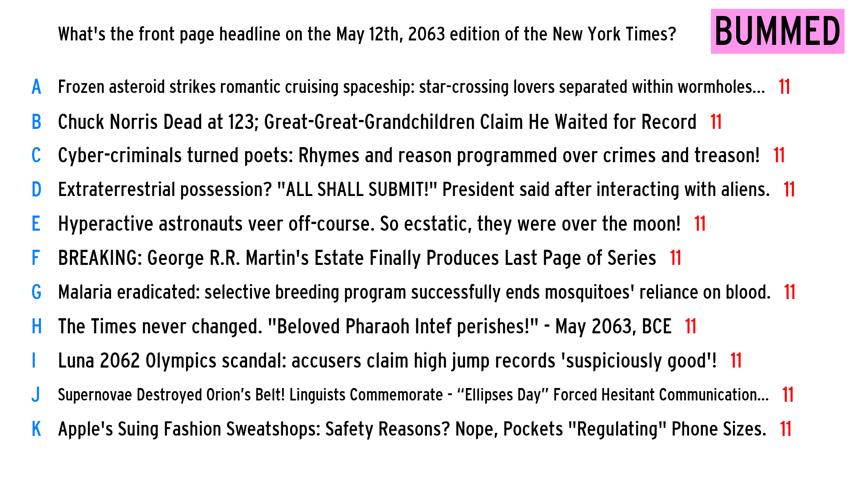 What's the front page headline on the May 12th, 2063 edition of the New York Times?
BUMMED
A Frozen asteroid strikes romantic cruising spaceship: star-crossing lovers separated within wormholes... 11
B Chuck Norris Dead at 123; Great-Great-Grandchildren Claim He Waited for Record 11
C Cyber-criminals turned poets: Rhymes and reason programmed over crimes and treason! 11
D Extraterrestrial possession? "ALL SHALL SUBMIT!" President said after interacting with aliens. 11
E Hyperactive astronauts veer off-course. So ecstatic, they were over the moon! 11
F BREAKING: George R.R. Martin's Estate Finally Produces Last Page of Series 11
G Malaria eradicated: selective breeding program successfully ends mosquitoes' reliance on blood. 11
H The Times never changed. "Beloved Pharaoh Intef perishes!" - May 2063, BCE 11
I Luna 2062 Olympics scandal: accusers claim high jump records 'suspiciously good'! 11
J Supernovae Destroyed Orion’s Belt! Linguists Commemorate - “Ellipses Day” Forced Hesitant Communication... 11
K Apple's Suing Fashion Sweatshops: Safety Reasons? Nope, Pockets "Regulating" Phone Sizes. 11